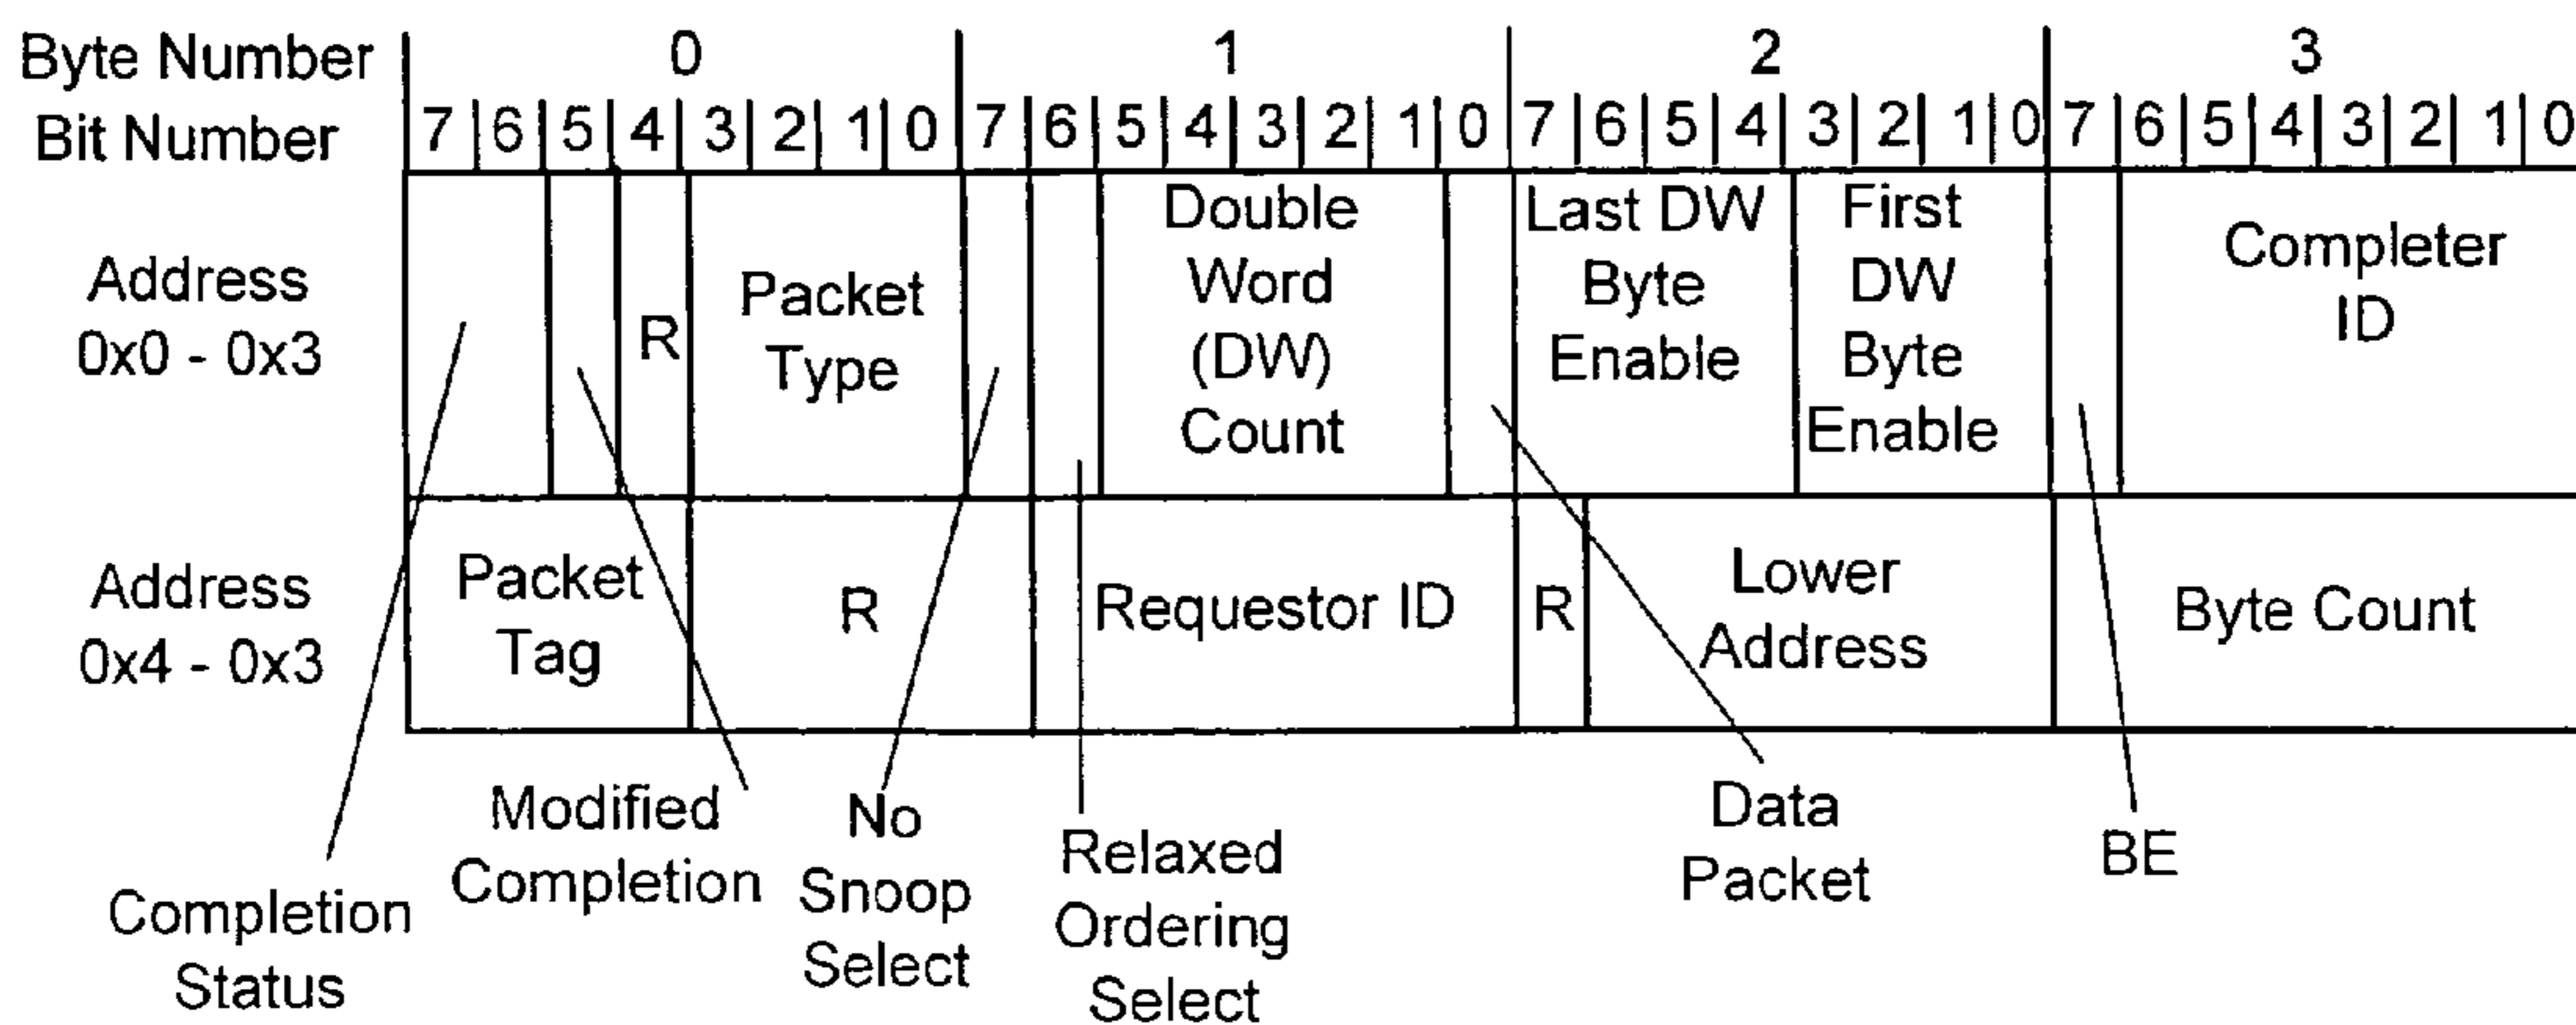 Byte Number 0 1 2 3
Bit Number 7 6 5 4 3 2 1 0 7 6 5 4 3 2 1 0 7 6 5 4 3 2 1 0 7 6 5 4 3 2 1 0
Address
0x0 - 0x3
R
Packet
Type
Double
Word
(DW)
Count
Last DW
Byte
Enable
First
DW
Byte
Enable
Completer
ID
Address
0x4 - 0x3
Packet
Tag
R
Requestor ID
R
Lower
Address
Byte Count
Completion
Status
Modified
Completion
No
Snoop
Select
Relaxed
Ordering
Select
Data
Packet
BE